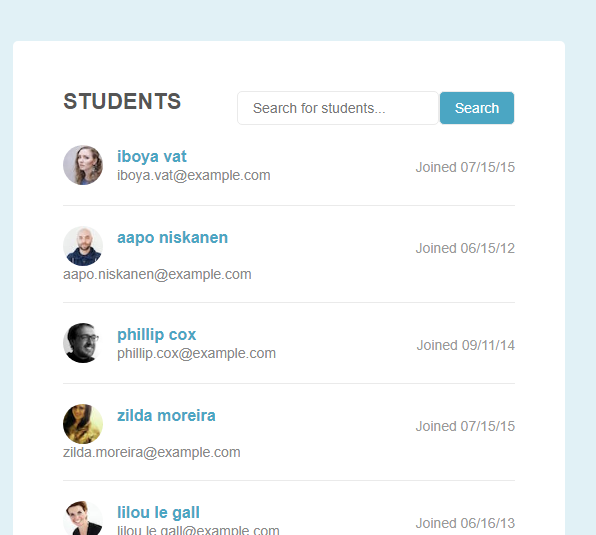 STUDENTS
Search for students...
Search
iboya vat
iboya.vat@example.com
Joined 07/15/15
aapo niskanen
Joined 06/15/12
aapo.niskanen@example.com
phillip cox
phillip.cox@example.com
Joined 09/11/14
zilda moreira
Joined 07/15/15
zilda.moreira@example.com
lilou le gall
lilou.le.gall@example.com
Joined 06/16/13